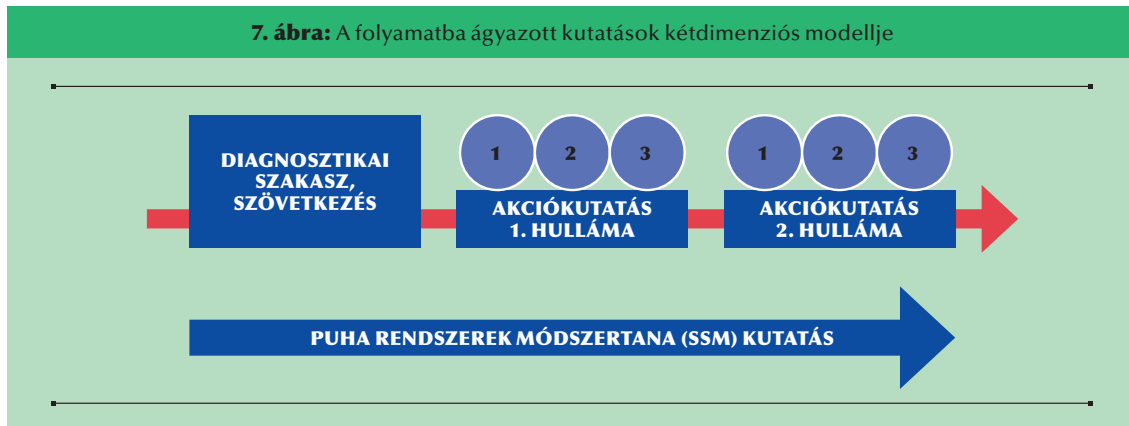 7. ábra: A folyamatba ágyazott kutatások kétdimenziós modellje
DIAGNOSZTIKAI
SZAKASZ,
SZÖVETKEZÉS
1 2 3
AKCIÓKUTATÁS
1. HULLÁMA
1 2 3
AKCIÓKUTATÁS
2. HULLÁMA
PUHA RENDSZEREK MÓDSZERTANA (SSM) KUTATÁS